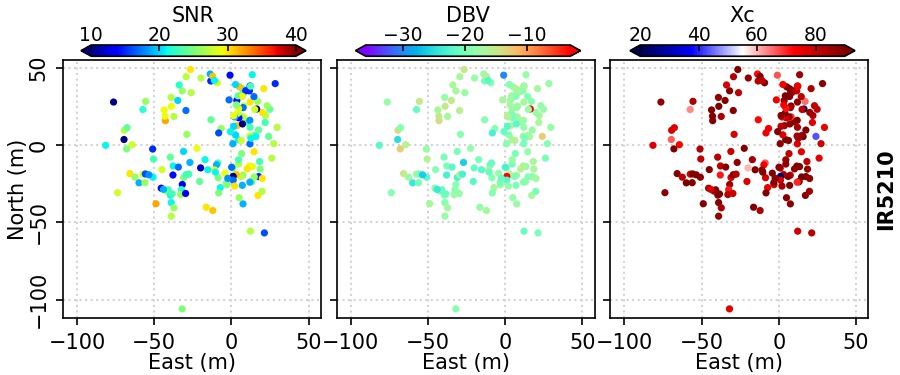 SNR DBV Xc
10 20 30 40 −30 −20 −10 20 40 60 80
50
0
−50
−100
North (m)
IR5210
−100 −50 0 50 −100 −50 0 50 −100 −50 0 50
East (m) East (m) East (m)